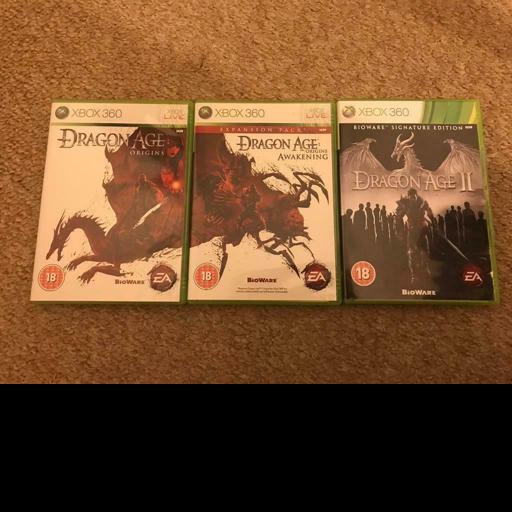 XBOX 360
XBOX
LIVE
DRAGON AGE
ORIGINS
18
BIOWARE
EA
XBOX 360
LIVE
EXPANSION PACK
DRAGON AGE
ORIGINS
AWAKENING
18
BIOWARE
EA
XBOX 360
BIOWARE SIGNATURE EDITION
DRAGON AGE II
18
BIOWARE
EA